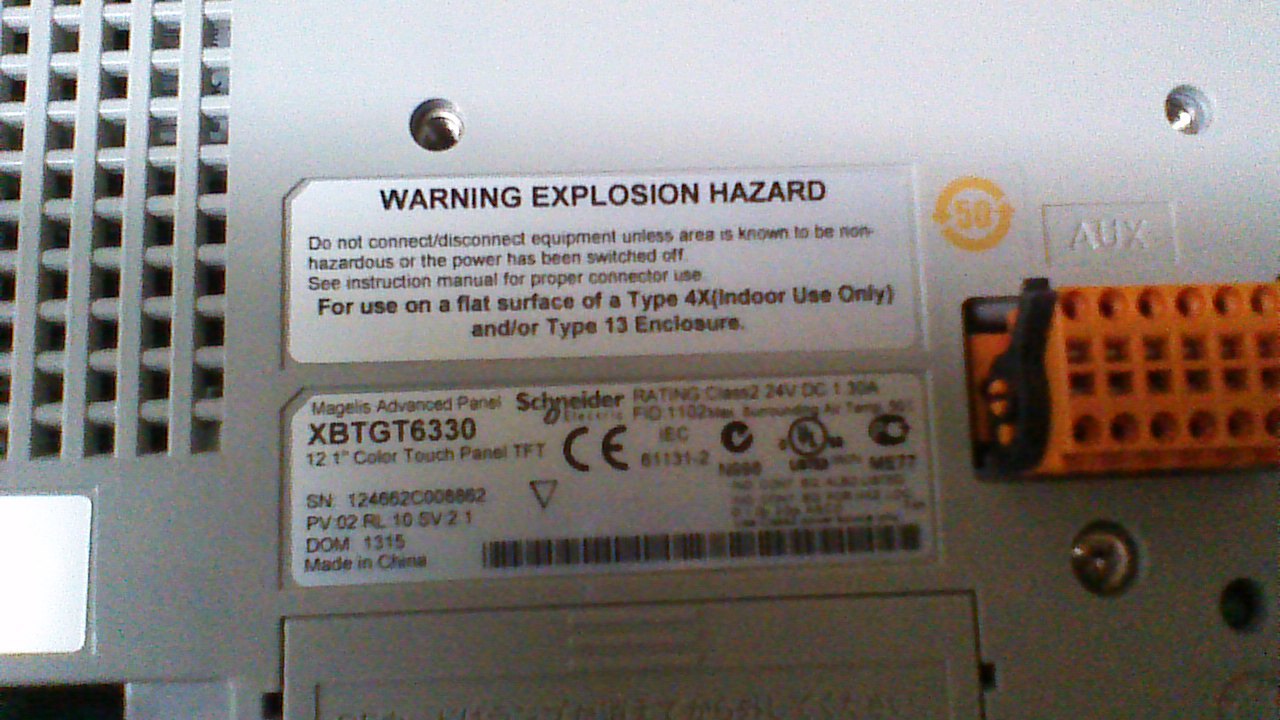 WARNING EXPLOSION HAZARD
Do not connect/disconnect equipment unless area is known to be non-
hazardous or the power has been switched off.
See instruction manual for proper connector use.
For use on a flat surface of a Type 4X(Indoor Use Only)
and/or Type 13 Enclosure.
50
AUX
Magelis Advanced Panel
Schneider
Electric
RATING Class2 24V DC 1.30A
XBTGT6330
12.1" Color Touch Panel TFT
CE
IEC
61131-2
UL
SN: 124662C008862
PV:02 RL:10 SV:2.1
DOM: 1315
Made in China